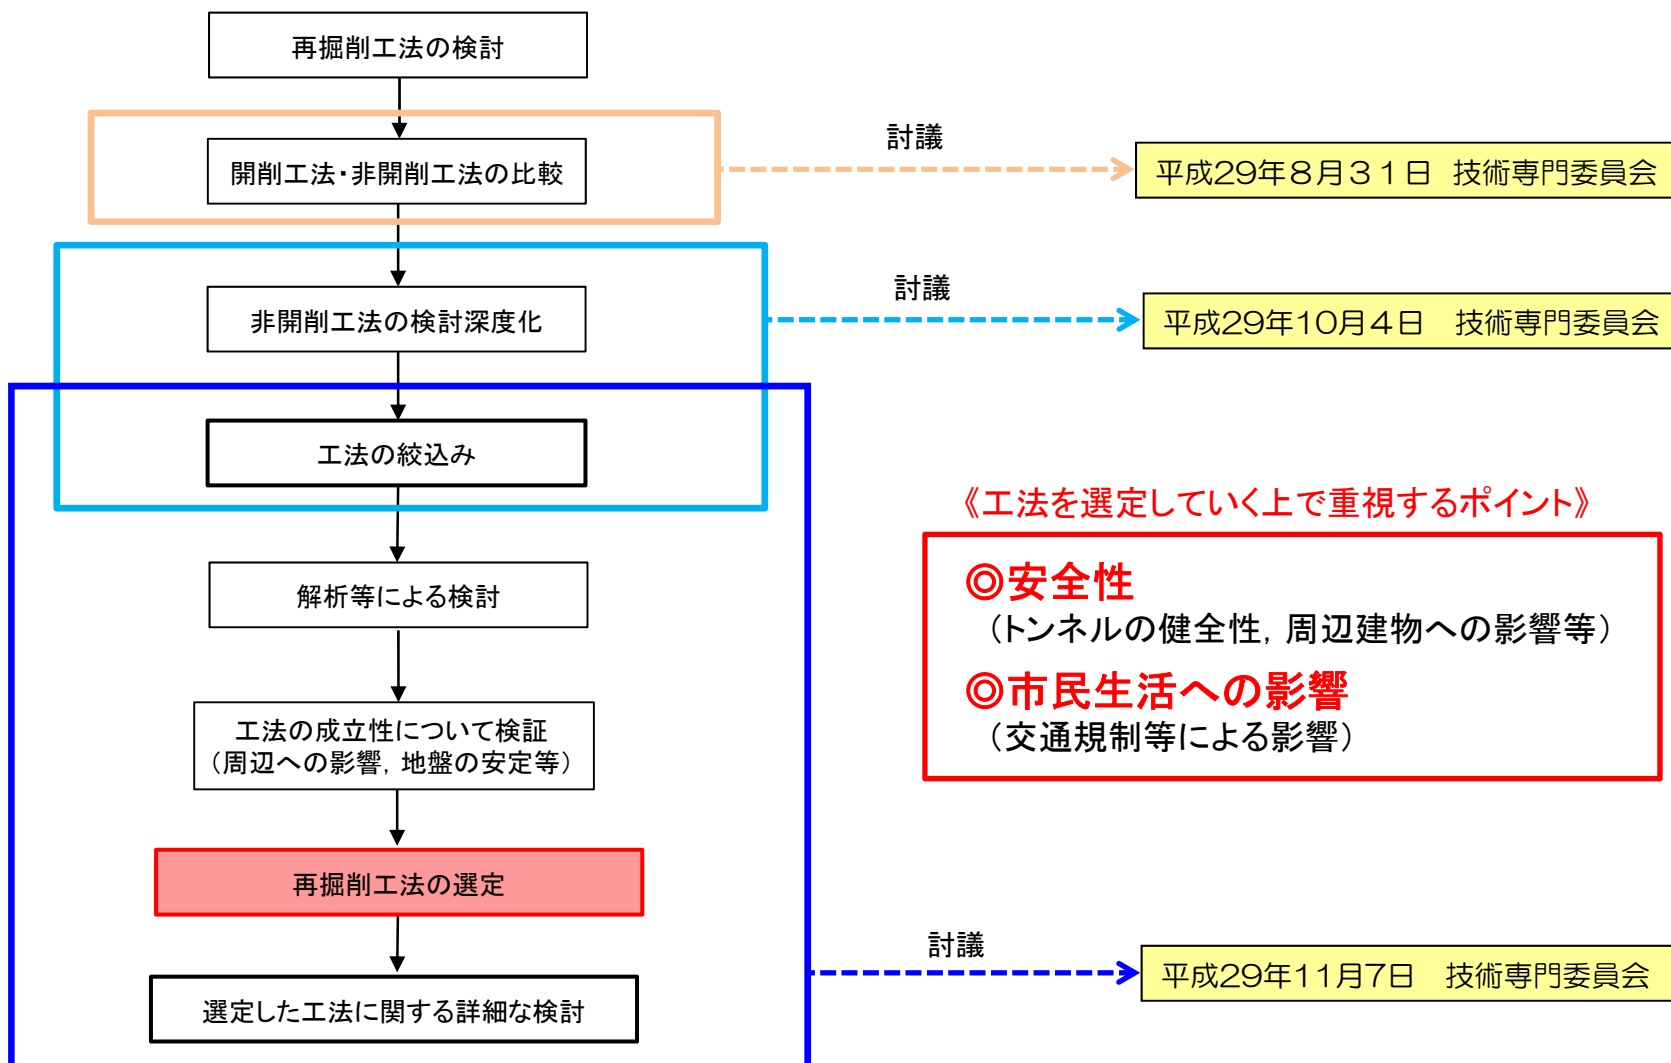 再掘削工法の検討
開削工法・非開削工法の比較
討議
平成29年8月31日 技術専門委員会
非開削工法の検討深度化
討議
平成29年10月4日 技術専門委員会
工法の絞込み
解析等による検討
工法の成立性について検証
（周辺への影響，地盤の安定等）
再掘削工法の選定
選定した工法に関する詳細な検討
《工法を選定していく上で重視するポイント》
◎安全性
（トンネルの健全性，周辺建物への影響等）
◎市民生活への影響
（交通規制等による影響）
討議
平成29年11月7日 技術専門委員会